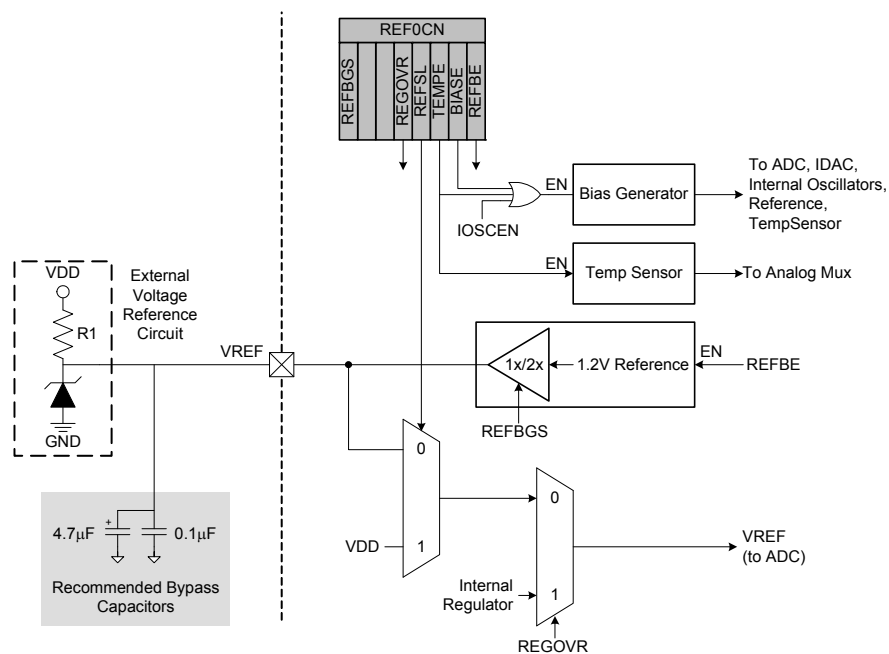 REF0CN
REFBGS
REGOVR
REFSL
TEMPE
BIASE
REFBE
EN
Bias Generator
To ADC, IDAC,
Internal Oscillators,
Reference,
TempSensor
IOSCEN
EN
Temp Sensor
To Analog Mux
VDD
R1
GND
External
Voltage
Reference
Circuit
VREF
1x/2x
1.2V Reference
EN
REFBE
REFBGS
0
1
VDD
0
1
Internal
Regulator
REGOVR
VREF
(to ADC)
4.7µF
+
0.1µF
Recommended Bypass
Capacitors